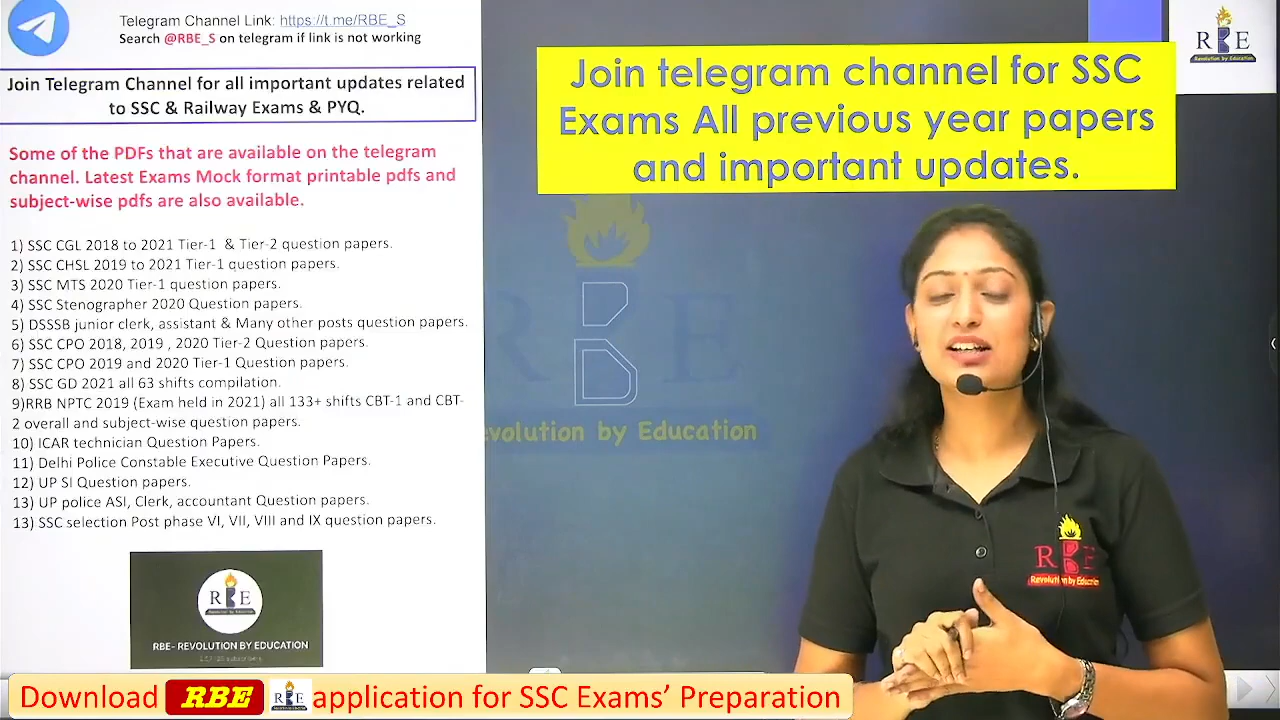 Telegram Channel Link: https://t.me/RBE_S
Search @RBE_S on telegram if link is not working
Join Telegram Channel for all important updates related
to SSC & Railway Exams & PYQ.
Some of the PDFs that are available on the telegram
channel. Latest Exams Mock format printable pdfs and
subject-wise pdfs are also available.
1) SSC CGL 2018 to 2021 Tier-1 & Tier-2 question papers.
2) SSC CHSL 2019 to 2021 Tier-1 question papers.
3) SSC MTS 2020 Tier-1 question papers.
4) SSC Stenographer 2020 Question papers.
5) DSSSB junior clerk, assistant & Many other posts question papers.
6) SSC CPO 2018, 2019 , 2020 Tier-2 Question papers.
7) SSC CPO 2019 and 2020 Tier-1 Question papers.
8) SSC GD 2021 all 63 shifts compilation.
9)RRB NPTC 2019 (Exam held in 2021) all 133+ shifts CBT-1 and CBT-
2 overall and subject-wise question papers.
10) ICAR technician Question Papers.
11) Delhi Police Constable Executive Question Papers.
12) UP SI Question papers.
13) UP police ASI, Clerk, accountant Question papers.
13) SSC selection Post phase VI, VII, VIII and IX question papers.
RBE
RBE- REVOLUTION BY EDUCATION
Join telegram channel for SSC
Exams All previous year papers
and important updates.
RBE
Revolution by Education
RBE
evolution by Education
RBE
Revolution by Education
Download RBE RBE application for SSC Exams' Preparation